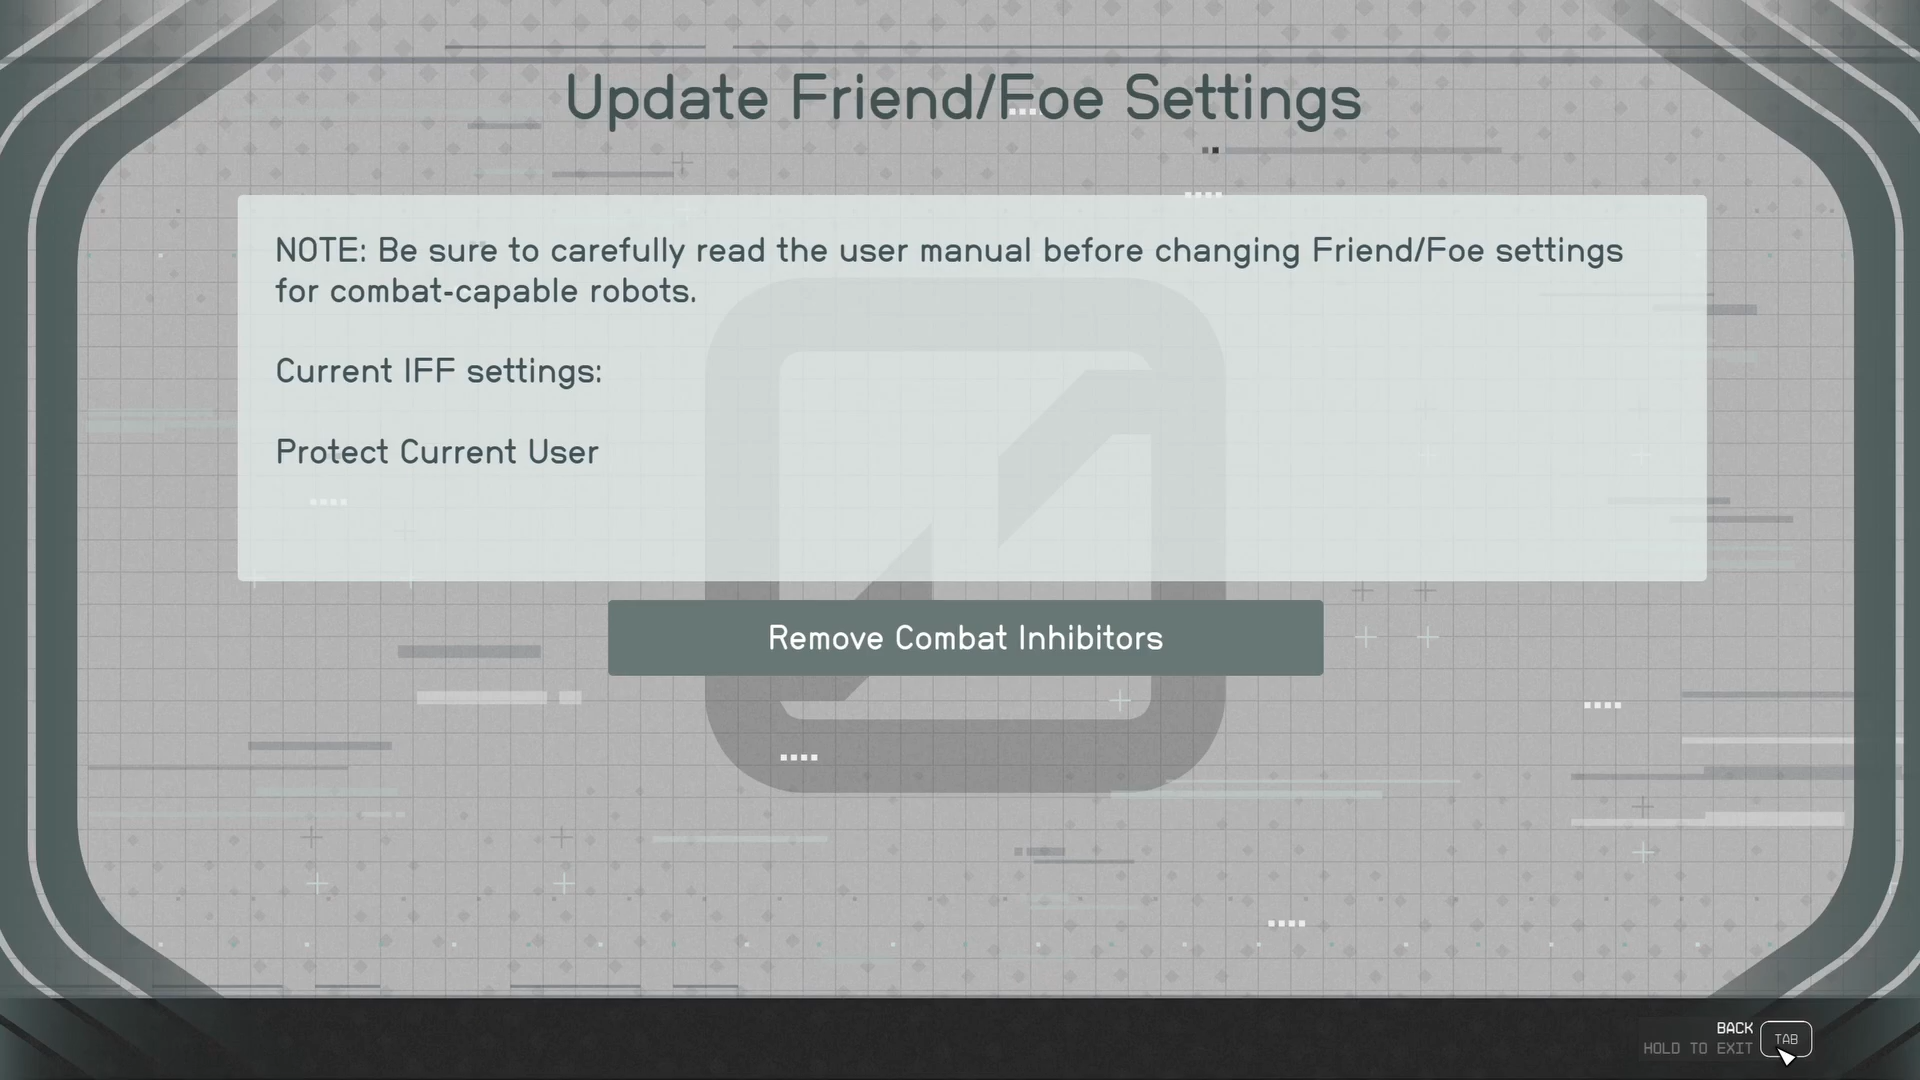 Update Friend/Foe Settings
NOTE: Be sure to carefully read the user manual before changing Friend/Foe settings
for combat-capable robots.
Current IFF settings:
Protect Current User
Remove Combat Inhibitors
BACK
HOLD TO EXIT
TAB